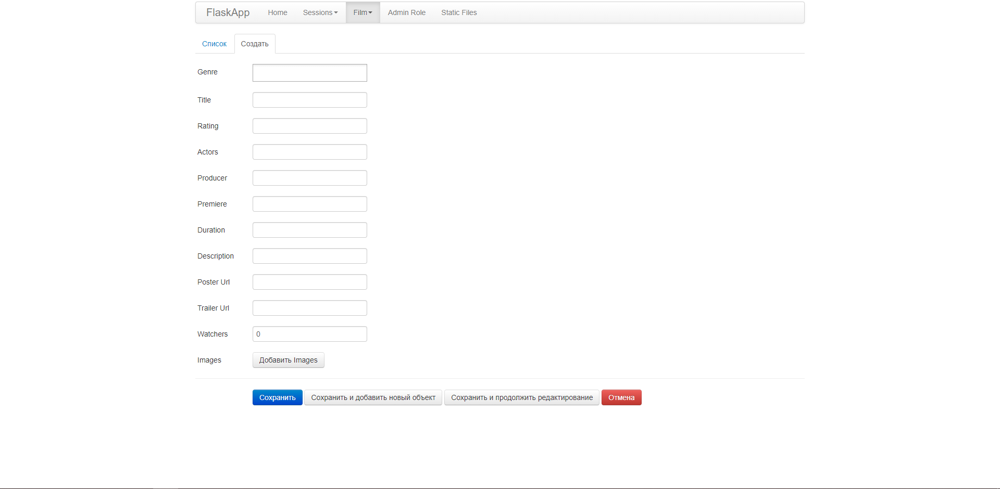 FlaskApp Home Sessions Film Admin Role Static Files
Список Создать
Genre
Title
Rating
Actors
Producer
Premiere
Duration
Description
Poster Url
Trailer Url
Watchers 0
Images Добавить Images
Сохранить Сохранить и добавить новый объект Сохранить и продолжить редактирование Отмена